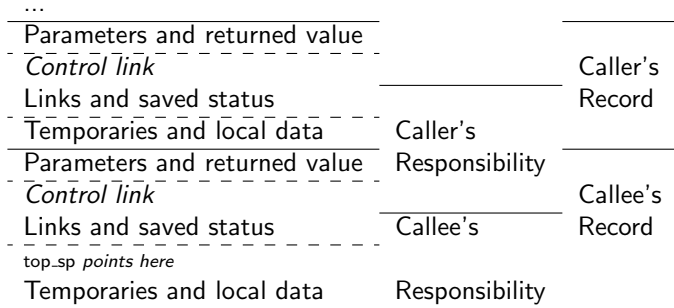 ...
Parameters and returned value
Control link Caller's
Links and saved status Record
Temporaries and local data Caller's
Parameters and returned value Responsibility
Control link Callee's
Links and saved status Callee's Record
top_sp points here
Temporaries and local data Responsibility